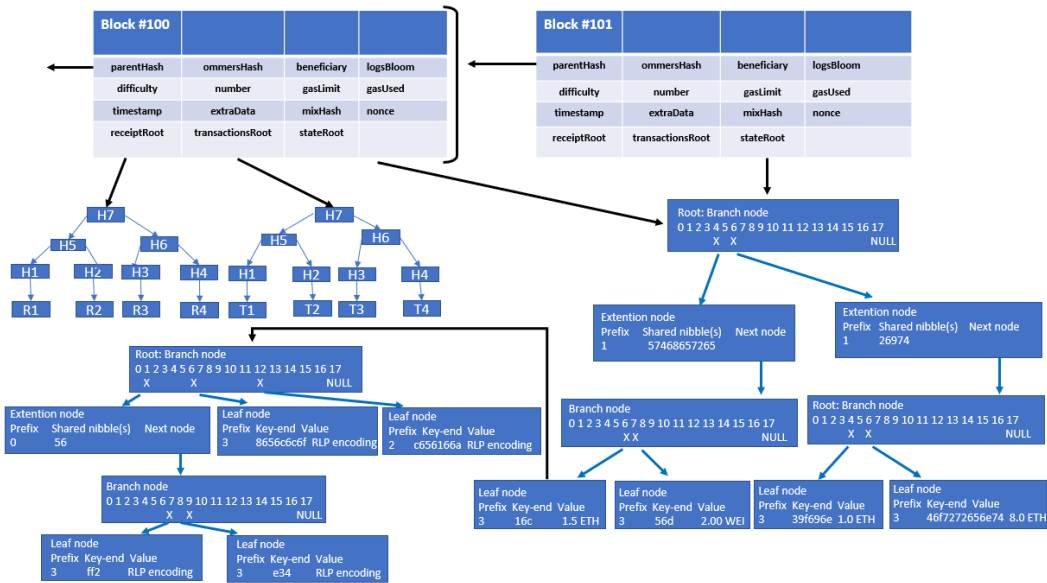 Block #100
parentHash ommersHash beneficiary logsBloom
difficulty number gasLimit gasUsed
timestamp extraData mixHash nonce
receiptRoot transactionsRoot stateRoot
Block #101
parentHash ommersHash beneficiary logsBloom
difficulty number gasLimit gasUsed
timestamp extraData mixHash nonce
receiptRoot transactionsRoot stateRoot
H7
H5 H6
H1 H2 H3 H4
R1 R2 R3 R4
H7
H5 H6
H1 H2 H3 H4
T1 T2 T3 T4
Root: Branch node
0 1 2 3 4 5 6 7 8 9 10 11 12 13 14 15 16 17
X X NULL
Extention node
Prefix Shared nibble(s) Next node
1 57468657265
Extention node
Prefix Shared nibble(s) Next node
1 26974
Branch node
0 1 2 3 4 5 6 7 8 9 10 11 12 13 14 15 16 17
X X NULL
Root: Branch node
0 1 2 3 4 5 6 7 8 9 10 11 12 13 14 15 16 17
X X NULL
Leaf node
Prefix Key-end Value
3 16c 1.5 ETH
Leaf node
Prefix Key-end Value
3 56d 2.00 WEI
Leaf node
Prefix Key-end Value
3 39f696e 1.0 ETH
Leaf node
Prefix Key-end Value
3 46f7272656e74 8.0 ETH
Root: Branch node
0 1 2 3 4 5 6 7 8 9 10 11 12 13 14 15 16 17
X X X NULL
Extention node
Prefix Shared nibble(s) Next node
0 56
Leaf node
Prefix Key-end Value
3 8656c6c6f RLP encoding
Leaf node
Prefix Key-end Value
2 c656166a RLP encoding
Branch node
0 1 2 3 4 5 6 7 8 9 10 11 12 13 14 15 16 17
X X NULL
Leaf node
Prefix Key-end Value
3 ff2 RLP encoding
Leaf node
Prefix Key-end Value
3 e34 RLP encoding